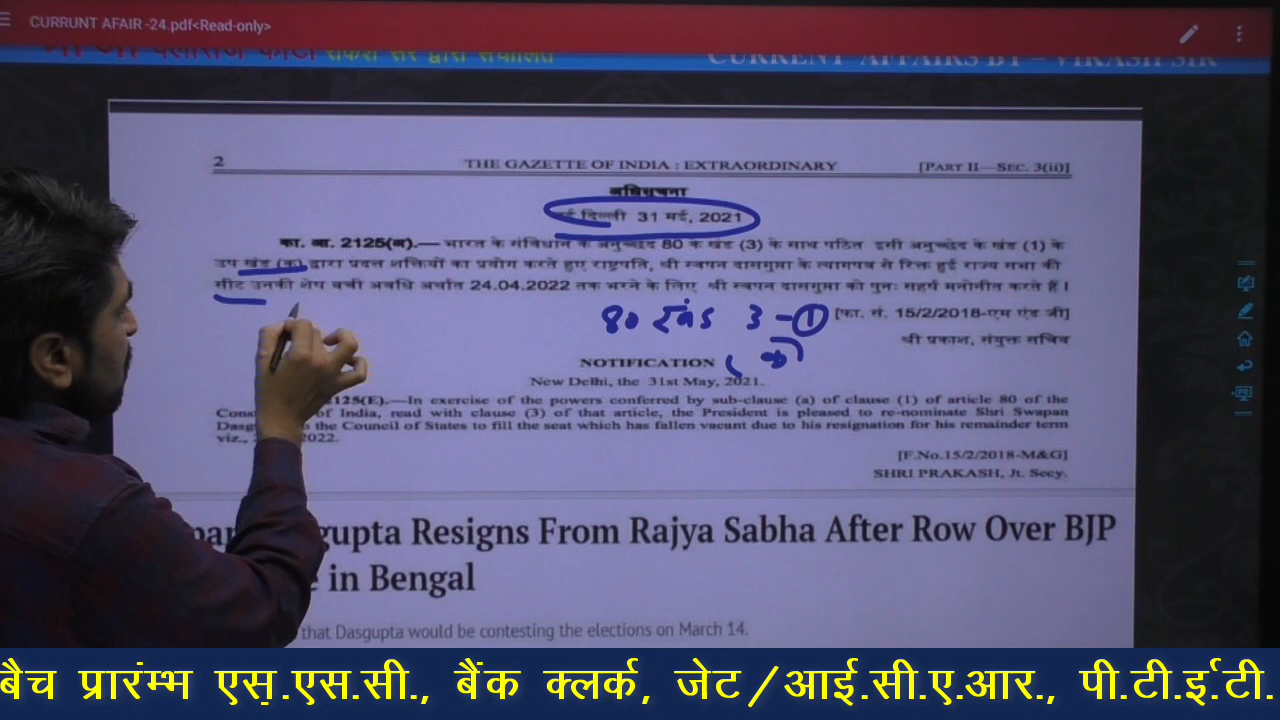 CURRUNT AFAIR -24.pdf<Read-only>
CURRENT AFFAIRS BY – VIKASH SIR
2 THE GAZETTE OF INDIA : EXTRAORDINARY [PART II—SEC. 3(ii)]
अधिसूचना
दिल्ली 31 मई, 2021
का. आ. 2125(अ).— भारत के संविधान के अनुच्छेद 80 के खंड (3) के साथ पठित इसी अनुच्छेद के खंड (1) के
उप खंड (क) द्वारा प्रदत्त शक्तियों का प्रयोग करते हुए राष्ट्रपति, श्री स्वपन दासगुप्ता के त्यागपत्र से रिक्त हुई राज्य सभा की
सीट उनकी शेष बची अवधि अर्थात 24.04.2022 तक भरने के लिए श्री स्वपन दासगुप्ता को पुनः सहर्ष मनोनीत करते हैं।
80 खंड 3 - 1
[फा. सं. 15/2/2018-एम एंड जी]
श्री प्रकाश, संयुक्त सचिव
(क)
NOTIFICATION
New Delhi, the 31st May, 2021.
125(E).—In exercise of the powers conferred by sub-clause (a) of clause (1) of article 80 of the
Cons of India, read with clause (3) of that article, the President is pleased to re-nominate Shri Swapan
Dasg to the Council of States to fill the seat which has fallen vacant due to his resignation for his remainder term
viz., 2022.
[F.No.15/2/2018-M&G]
SHRI PRAKASH, Jt. Secy.
gupta Resigns From Rajya Sabha After Row Over BJP
in Bengal
that Dasgupta would be contesting the elections on March 14.
बैच प्रारंम्भ एस.एस.सी., बैंक क्लर्क, जेट/आई.सी.ए.आर., पी.टी.ई.टी.